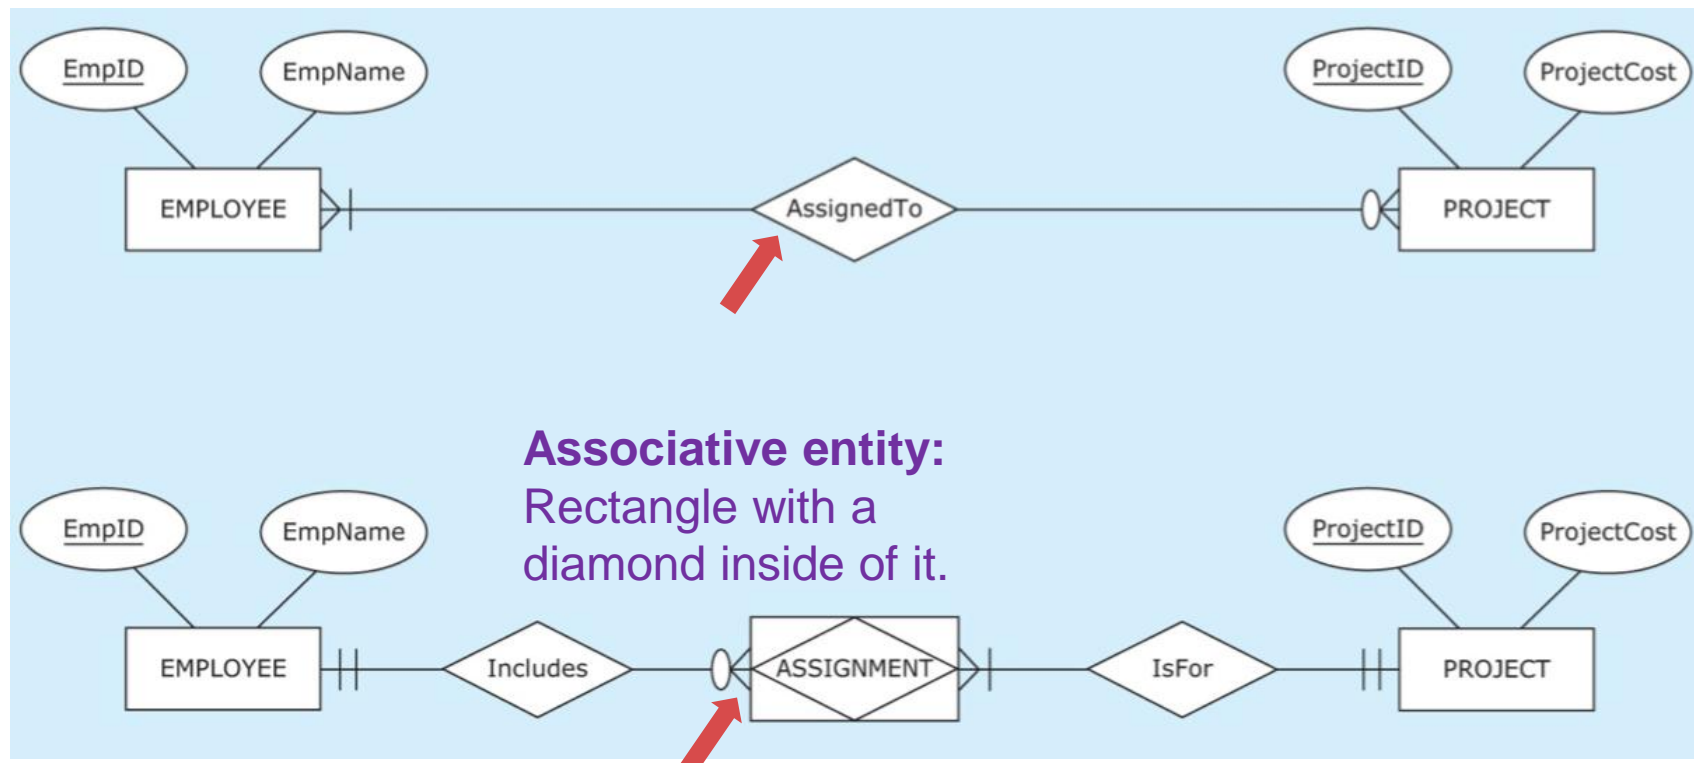 EmpID
EmpName
ProjectID
ProjectCost
EMPLOYEE
AssignedTo
PROJECT
Associative entity:
Rectangle with a
diamond inside of it.
EmpID
EmpName
ProjectID
ProjectCost
EMPLOYEE
Includes
ASSIGNMENT
IsFor
PROJECT